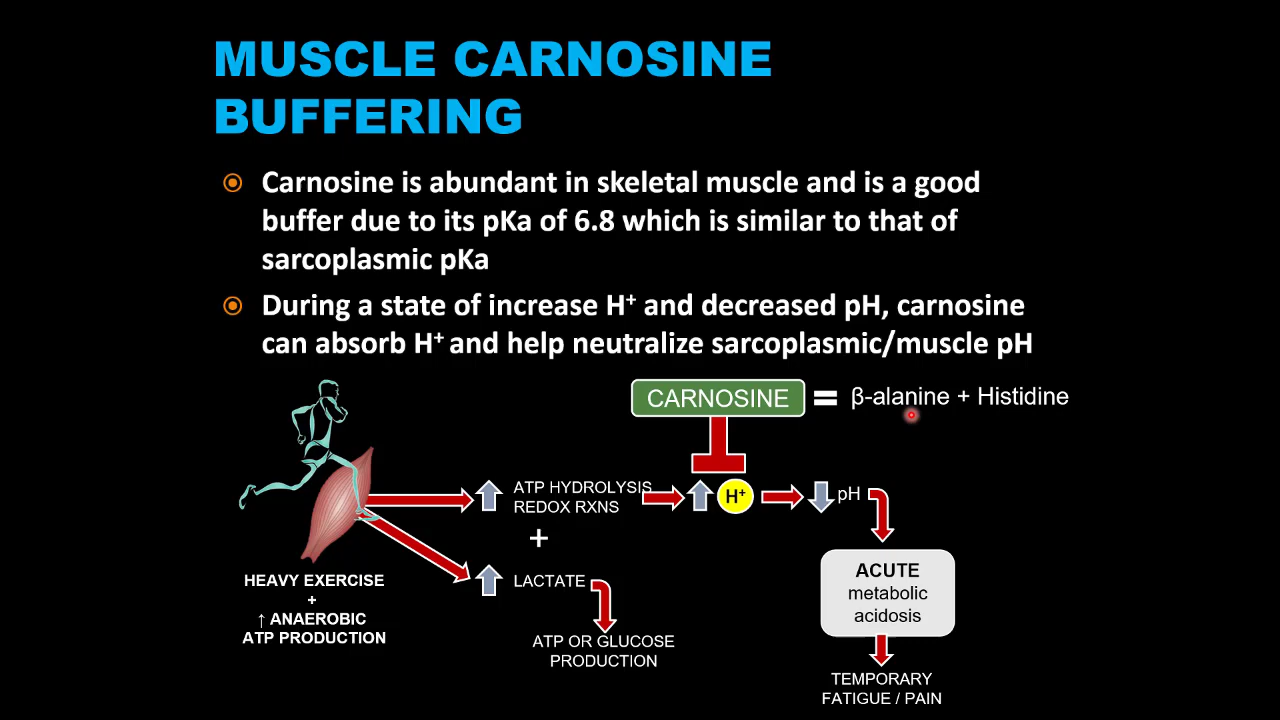 MUSCLE CARNOSINE
BUFFERING
Carnosine is abundant in skeletal muscle and is a good
buffer due to its pKa of 6.8 which is similar to that of
sarcoplasmic pKa
During a state of increase H⁺ and decreased pH, carnosine
can absorb H⁺ and help neutralize sarcoplasmic/muscle pH
CARNOSINE = β-alanine + Histidine
ATP HYDROLYSIS
REDOX RXNS
H⁺
pH
+
LACTATE
HEAVY EXERCISE
+
↑ ANAEROBIC
ATP PRODUCTION
ATP OR GLUCOSE
PRODUCTION
ACUTE
metabolic
acidosis
TEMPORARY
FATIGUE / PAIN